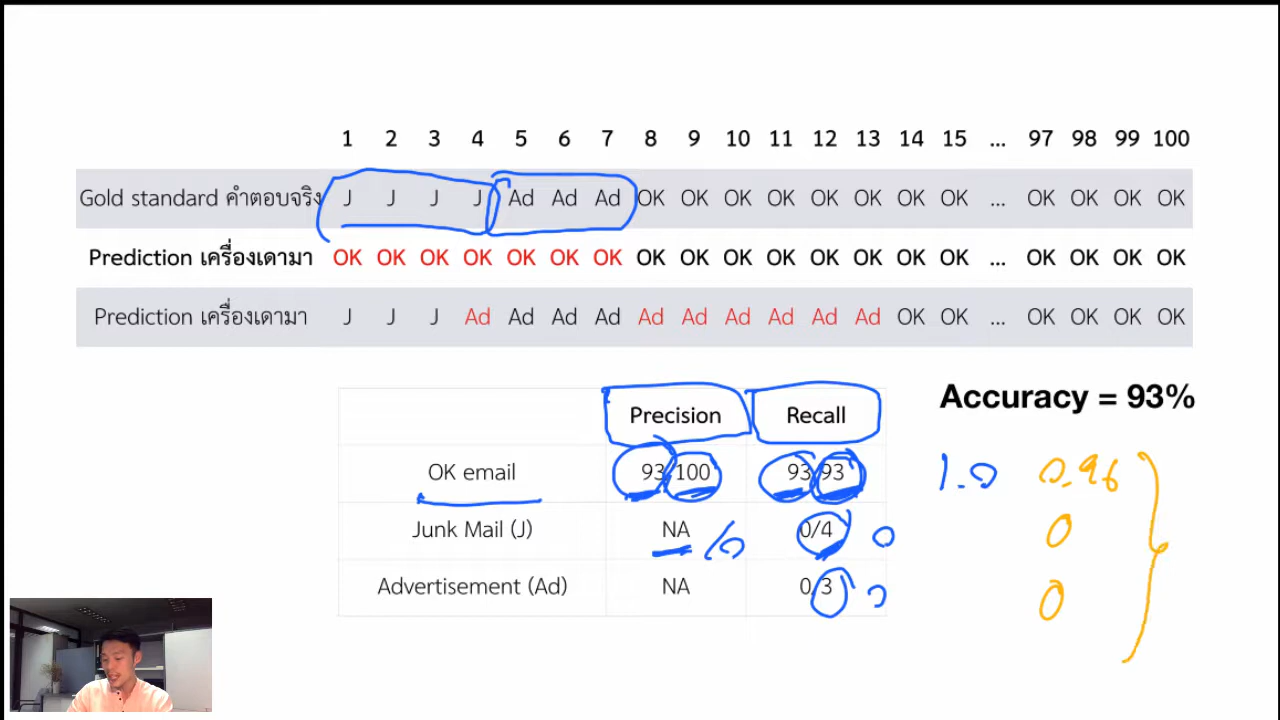 1 2 3 4 5 6 7 8 9 10 11 12 13 14 15 ... 97 98 99 100
Gold standard คำตอบจริง J J J J Ad Ad Ad OK OK OK OK OK OK OK OK ... OK OK OK OK
Prediction เครื่องเดามา OK OK OK OK OK OK OK OK OK OK OK OK OK OK OK ... OK OK OK OK
Prediction เครื่องเดามา J J J Ad Ad Ad Ad Ad Ad Ad Ad Ad Ad OK OK ... OK OK OK OK
Accuracy = 93%
Precision Recall
OK email 93/100 93/93 1.0 0.96
Junk Mail (J) NA /0 0/4 0 0
Advertisement (Ad) NA 0/3 0 0